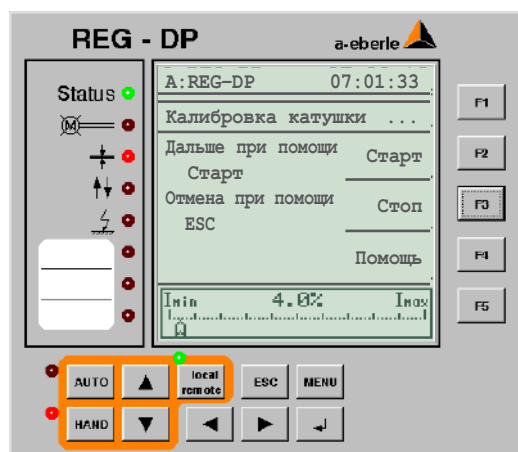 REG - DP
a-eberle
Status
M
A:REG-DP 07:01:33
Калибровка катушки ...
Дальше при помощи
Старт
Старт
Отмена при помощи
ESC
Стоп
Помощь
Imin 4.0% Imax
F1
F2
F3
F4
F5
AUTO
local
remote
ESC
MENU
HAND